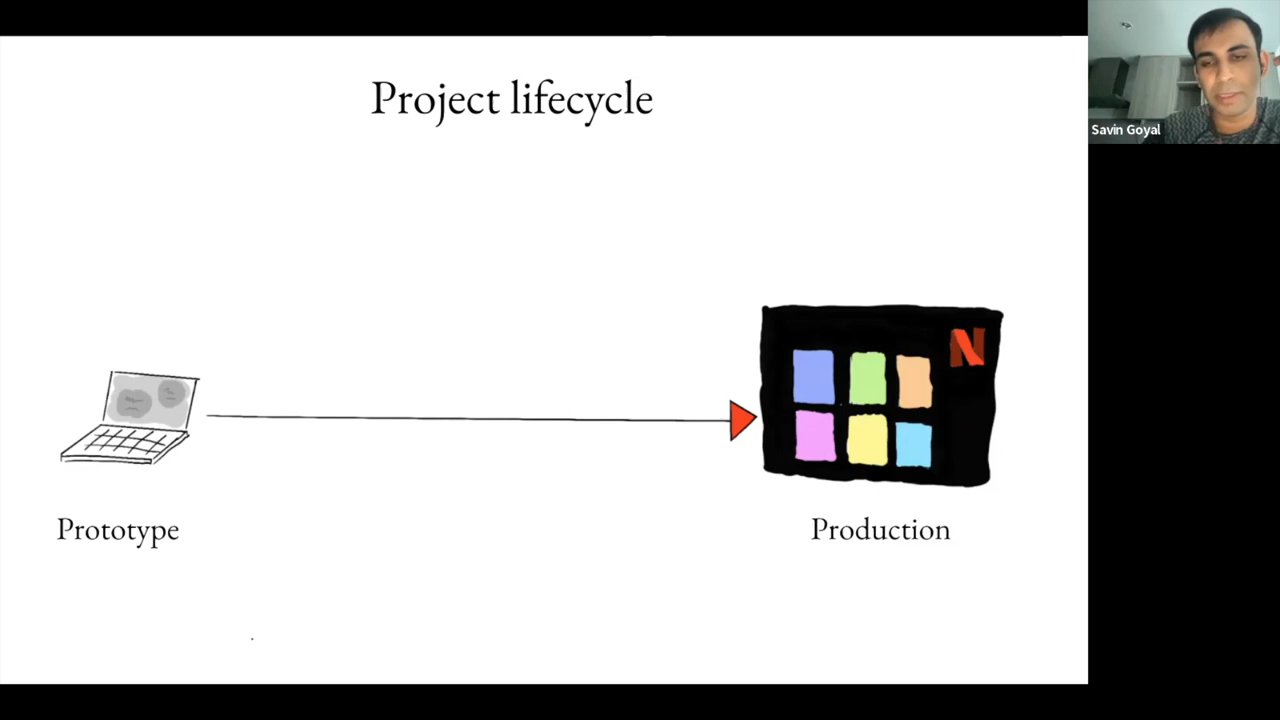 Project lifecycle
Savin Goyal
N
Prototype
Production